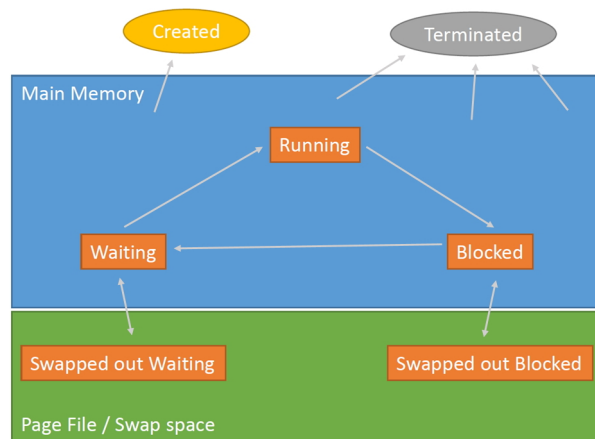 Created
Terminated
Main Memory
Running
Waiting
Blocked
Swapped out Waiting
Swapped out Blocked
Page File / Swap space